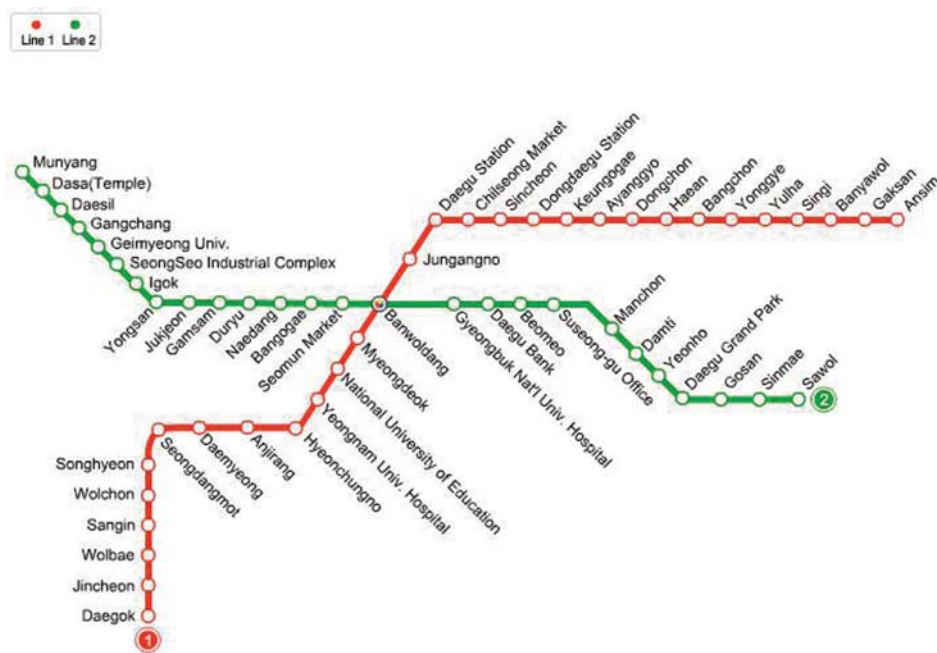 Line 1 Line 2
Munyang
Dasa(Temple)
Daesil
Gangchang
Geimyeong Univ.
SeongSeo Industrial Complex
Igok
Yongsan
Jukjeon
Gamsam
Duryu
Naedang
Bangogae
Seomun Market
Banwoldang
Gyeongbuk Nat'l Univ. Hospital
Daegu Bank
Beomeo
Suseong-gu Office
Manchon
Damti
Yeonho
Daegu Grand Park
Gosan
Sinmae
Sawol
2
Daegu Station
Chilseong Market
Sincheon
Dongdaegu Station
Keungogae
Ayanggyo
Dongchon
Haean
Bangchon
Yonggye
Yulha
Singi
Banyawol
Gaksan
Ansim
Jungangno
Myeongdeok
National University of Education
Yeongnam Univ. Hospital
Hyeonchungno
Anjirang
Daemyeong
Seongdangmot
Songhyeon
Wolchon
Sangin
Wolbae
Jincheon
Daegok
1